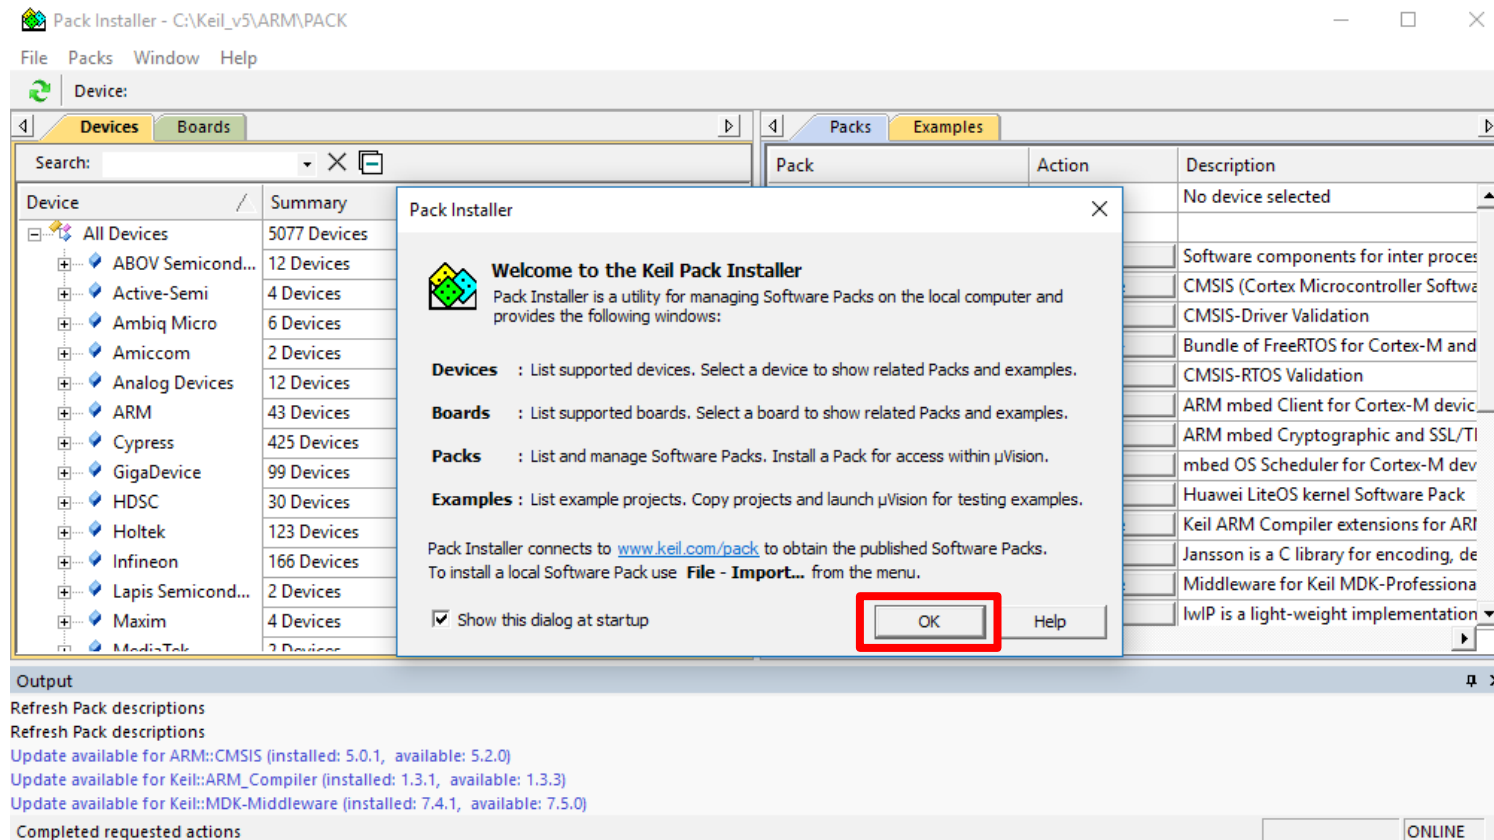 Pack Installer - C:\Keil_v5\ARM\PACK
File Packs Window Help
Device:
Devices Boards
Search:
Device Summary
All Devices 5077 Devices
ABOV Semicond... 12 Devices
Active-Semi 4 Devices
Ambiq Micro 6 Devices
Amiccom 2 Devices
Analog Devices 12 Devices
ARM 43 Devices
Cypress 425 Devices
GigaDevice 99 Devices
HDSC 30 Devices
Holtek 123 Devices
Infineon 166 Devices
Lapis Semicond... 2 Devices
Maxim 4 Devices
MediaTek 2 Devices
Packs Examples
Pack Action Description
No device selected
Software components for inter proces
CMSIS (Cortex Microcontroller Softwa
CMSIS-Driver Validation
Bundle of FreeRTOS for Cortex-M and
CMSIS-RTOS Validation
ARM mbed Client for Cortex-M devic
ARM mbed Cryptographic and SSL/Tl
mbed OS Scheduler for Cortex-M dev
Huawei LiteOS kernel Software Pack
Keil ARM Compiler extensions for ARI
Jansson is a C library for encoding, de
Middleware for Keil MDK-Professiona
lwIP is a light-weight implementation
Pack Installer
Welcome to the Keil Pack Installer
Pack Installer is a utility for managing Software Packs on the local computer and
provides the following windows:
Devices : List supported devices. Select a device to show related Packs and examples.
Boards : List supported boards. Select a board to show related Packs and examples.
Packs : List and manage Software Packs. Install a Pack for access within µVision.
Examples : List example projects. Copy projects and launch µVision for testing examples.
Pack Installer connects to www.keil.com/pack to obtain the published Software Packs.
To install a local Software Pack use File - Import... from the menu.
Show this dialog at startup
OK Help
Output
Refresh Pack descriptions
Refresh Pack descriptions
Update available for ARM::CMSIS (installed: 5.0.1, available: 5.2.0)
Update available for Keil::ARM_Compiler (installed: 1.3.1, available: 1.3.3)
Update available for Keil::MDK-Middleware (installed: 7.4.1, available: 7.5.0)
Completed requested actions ONLINE